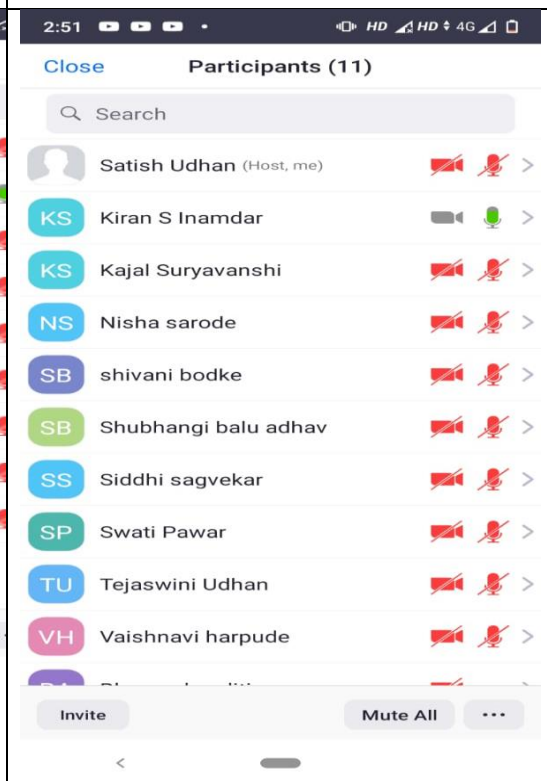 2:51 HD HD 4G
Close Participants (11)
Search
Satish Udhan (Host, me)
KS Kiran S Inamdar
KS Kajal Suryavanshi
NS Nisha sarode
SB shivani bodke
SB Shubhangi balu adhav
SS Siddhi sagvekar
SP Swati Pawar
TU Tejaswini Udhan
VH Vaishnavi harpude
Invite Mute All ...